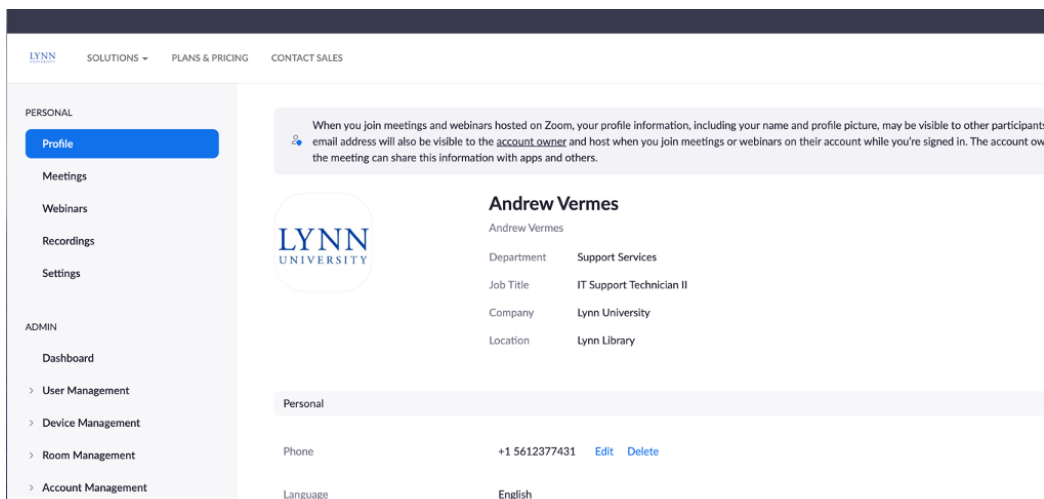 LYNN
UNIVERSITY
SOLUTIONS
PLANS & PRICING
CONTACT SALES
PERSONAL
Profile
Meetings
Webinars
Recordings
Settings
ADMIN
Dashboard
User Management
Device Management
Room Management
Account Management
When you join meetings and webinars hosted on Zoom, your profile information, including your name and profile picture, may be visible to other participants
email address will also be visible to the account owner and host when you join meetings or webinars on their account while you're signed in. The account ow
the meeting can share this information with apps and others.
LYNN
UNIVERSITY
Andrew Vermes
Andrew Vermes
Department Support Services
Job Title IT Support Technician II
Company Lynn University
Location Lynn Library
Personal
Phone +1 5612377431 Edit Delete
Language English